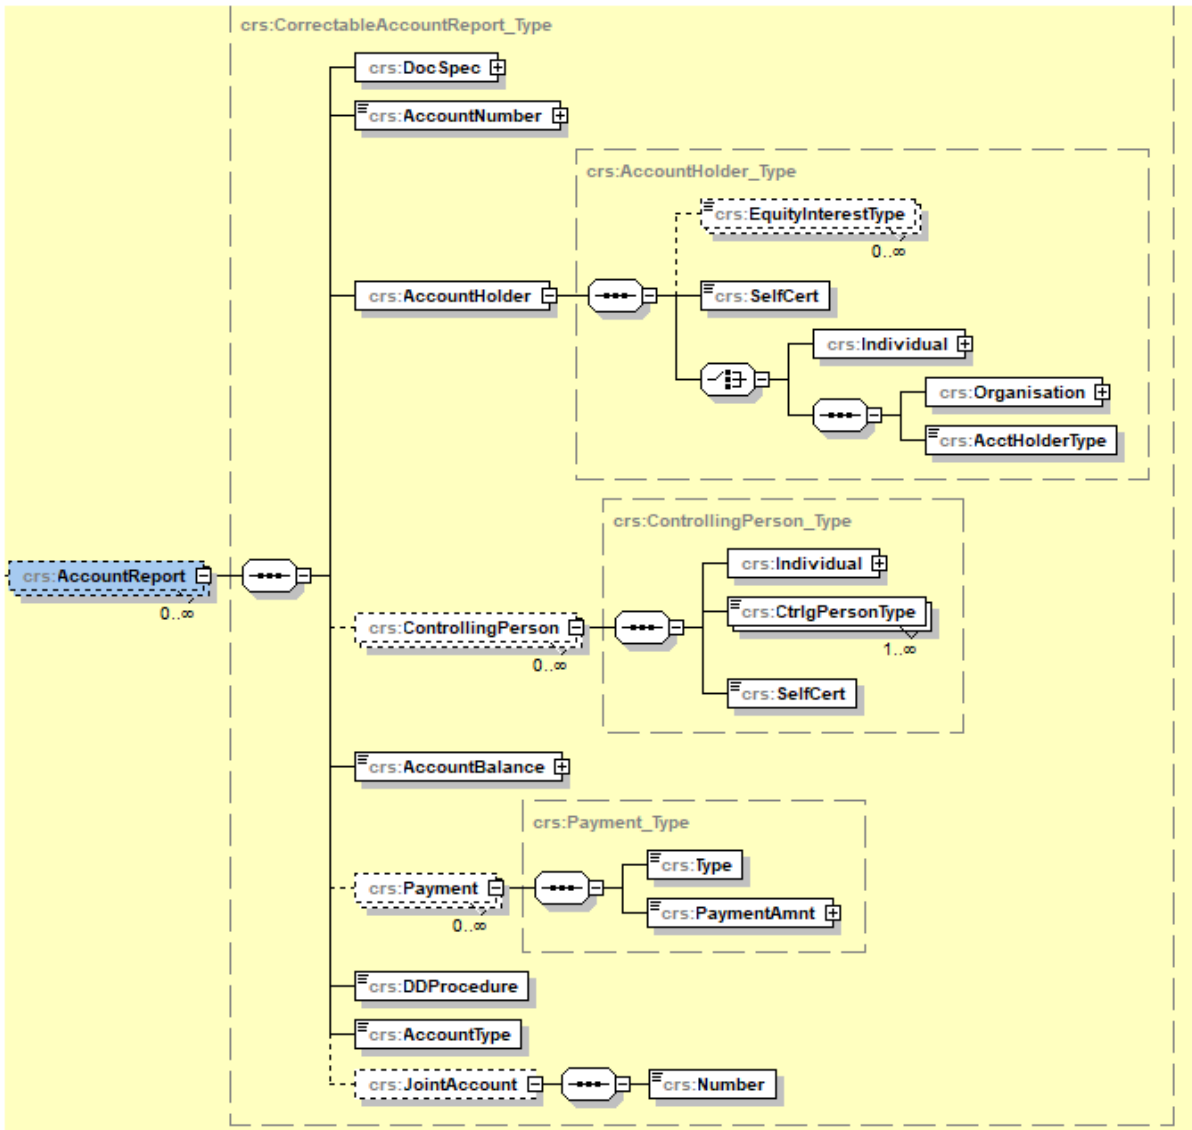 crs:CorrectableAccountReport_Type
crs:DocSpec
crs:AccountNumber
crs:AccountHolder_Type
crs:EquityInterestType
0..∞
crs:AccountHolder
crs:SelfCert
crs:Individual
crs:Organisation
crs:AcctHolderType
crs:ControllingPerson_Type
crs:Individual
crs:AccountReport
0..∞
crs:CtrlgPersonType
1..∞
crs:ControllingPerson
0..∞
crs:SelfCert
crs:AccountBalance
crs:Payment_Type
crs:Type
crs:Payment
0..∞
crs:PaymentAmnt
crs:DDProcedure
crs:AccountType
crs:JointAccount
crs:Number